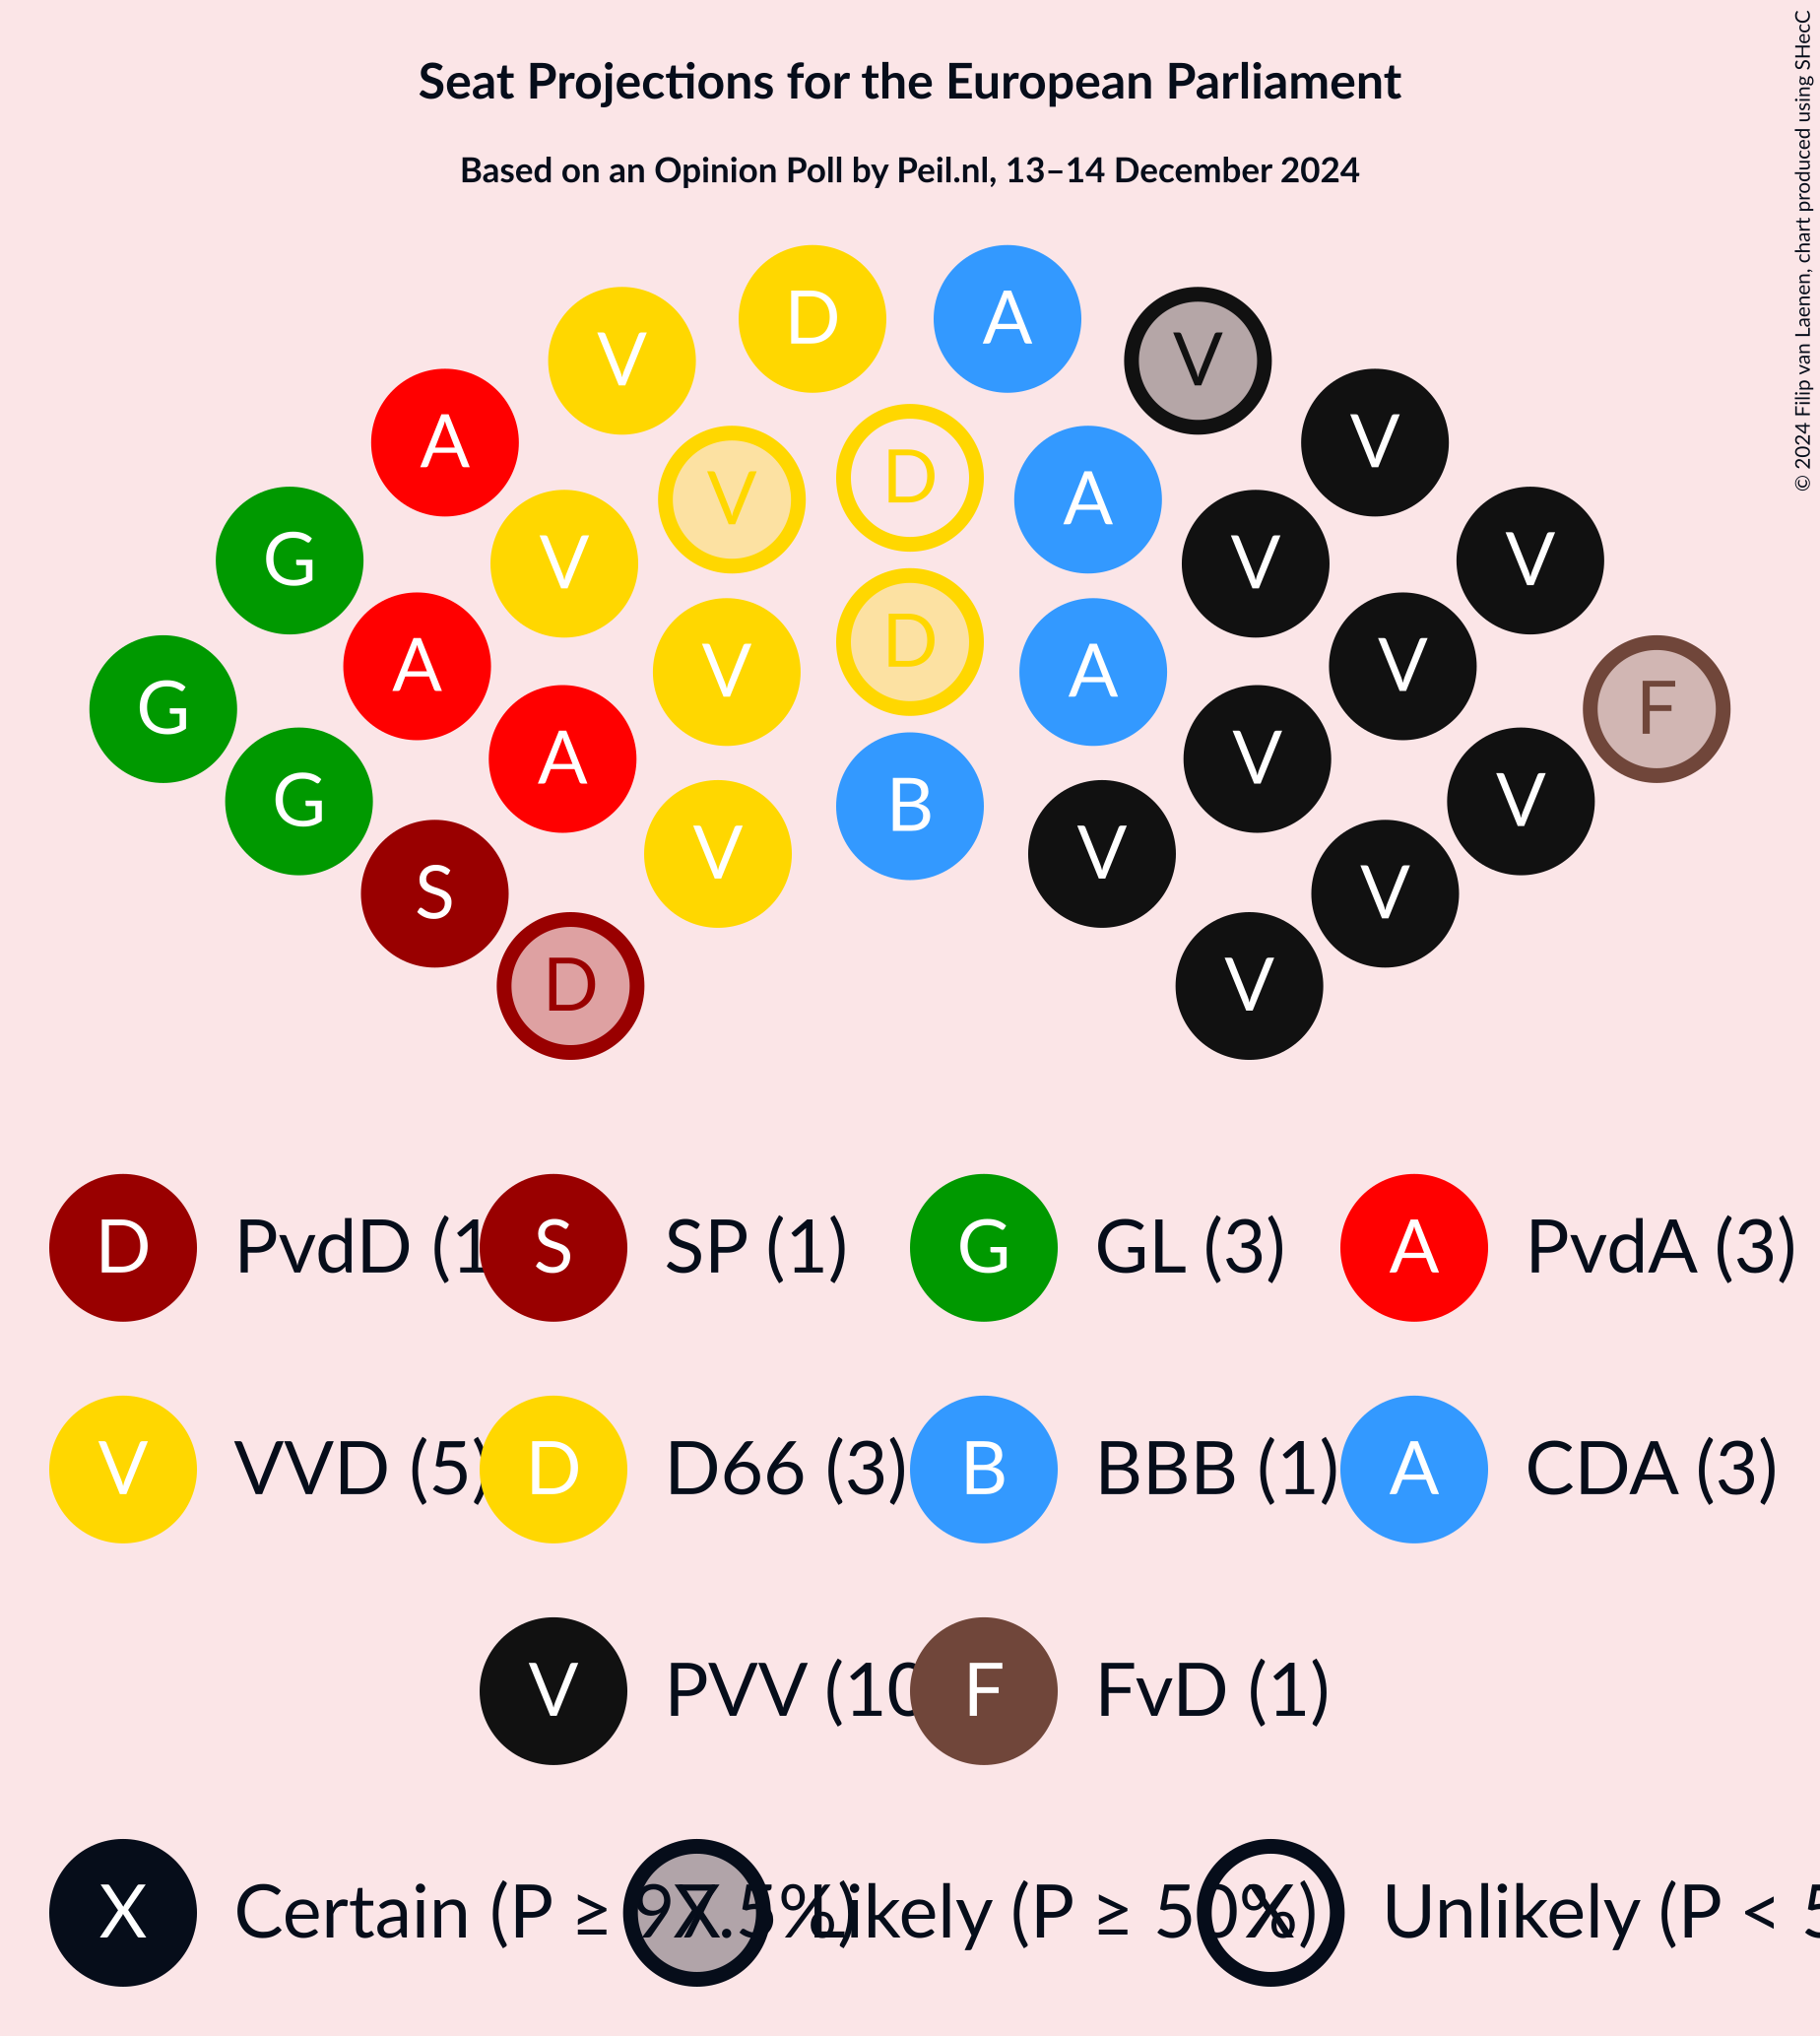 Seat Projections for the European Parliament
Based on an Opinion Poll by Peil.nl, 13–14 December 2024
© 2024 Filip van Laenen, chart produced using SHecC
D A
V V
A D V
V A
G V V V
D
A V A V
G V F
A V
G B V
V V
S V
D V
D PvdD (1 S SP (1) G GL (3) A PvdA (3)
V VVD (5) D D66 (3) B BBB (1) A CDA (3)
V PVV (10 F FvD (1)
X Certain (P ≥ 97.5%) X Likely (P ≥ 50%) X Unlikely (P < 5